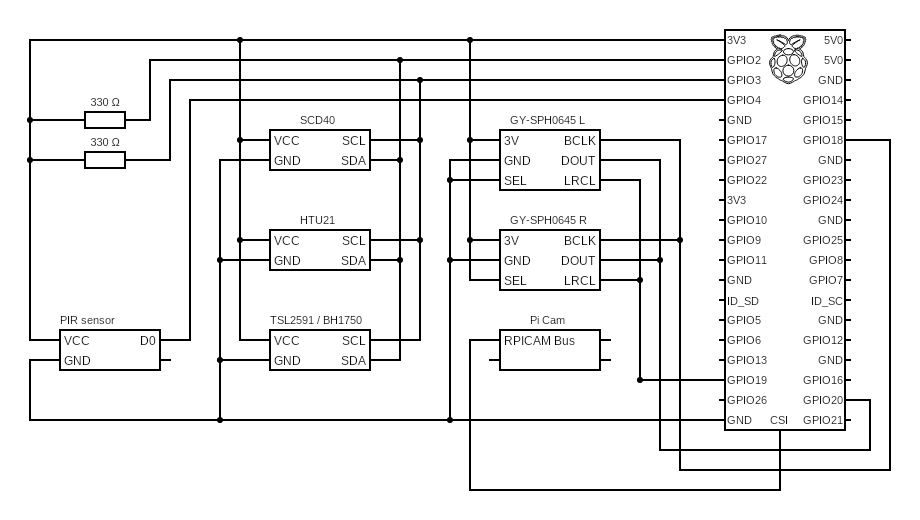 3V3 5V0
GPIO2 5V0
GPIO3 GND
GPIO4 GPIO14
GND GPIO15
GPIO17 GPIO18
GPIO27 GND
GPIO22 GPIO23
3V3 GPIO24
GPIO10 GND
GPIO9 GPIO25
GPIO11 GPIO8
GND GPIO7
ID_SD ID_SC
GPIO5 GND
GPIO6 GPIO12
GPIO13 GND
GPIO19 GPIO16
GPIO26 GPIO20
GND CSI GPIO21
330 Ω
330 Ω
SCD40
VCC SCL
GND SDA
HTU21
VCC SCL
GND SDA
TSL2591 / BH1750
VCC SCL
GND SDA
PIR sensor
VCC D0
GND
GY-SPH0645 L
3V BCLK
GND DOUT
SEL LRCL
GY-SPH0645 R
3V BCLK
GND DOUT
SEL LRCL
Pi Cam
RPICAM Bus